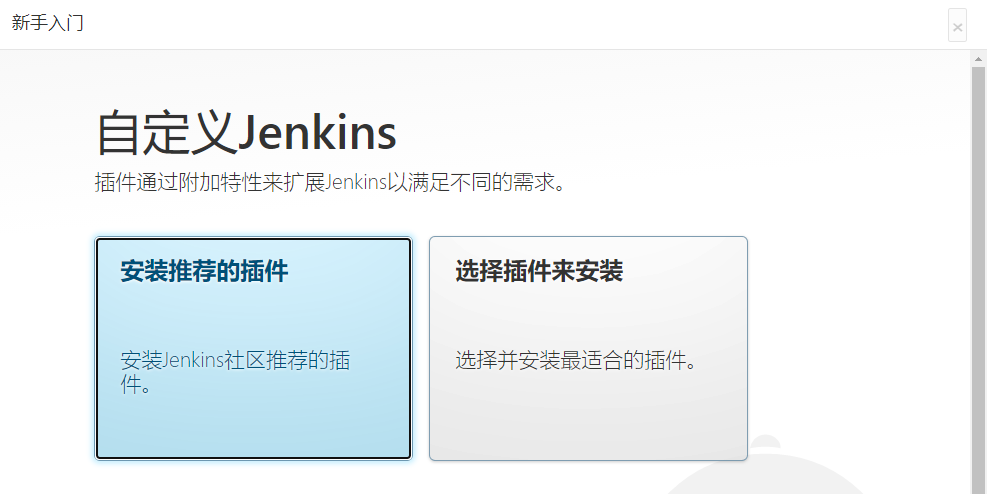 新手入门
×
自定义Jenkins
插件通过附加特性来扩展Jenkins以满足不同的需求。
安装推荐的插件
安装Jenkins社区推荐的插
件。
选择插件来安装
选择并安装最适合的插件。